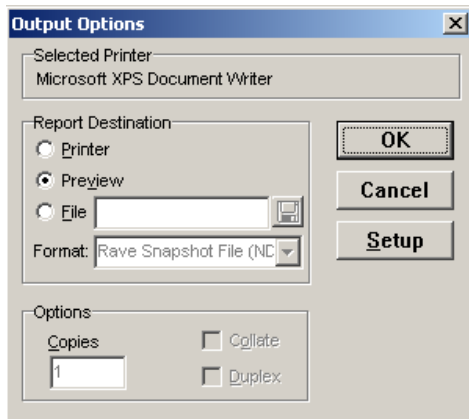 Output Options
Selected Printer
Microsoft XPS Document Writer
Report Destination
Printer
Preview
File
Format: Rave Snapshot File (ND
OK
Cancel
Setup
Options
Copies
1
Collate
Duplex